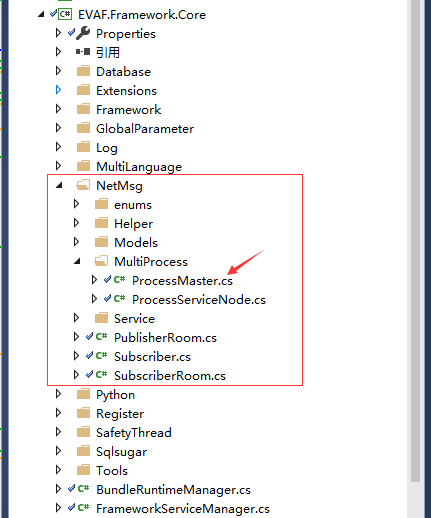 EVAF.Framework.Core
Properties
引用
Database
Extensions
Framework
GlobalParameter
Log
MultiLanguage
NetMsg
enums
Helper
Models
MultiProcess
C# ProcessMaster.cs
C# ProcessServiceNode.cs
Service
C# PublisherRoom.cs
C# Subscriber.cs
C# SubscriberRoom.cs
Python
Register
SafetyThread
Sqlsugar
Tools
C# BundleRuntimeManager.cs
C# FrameworkServiceManager.cs